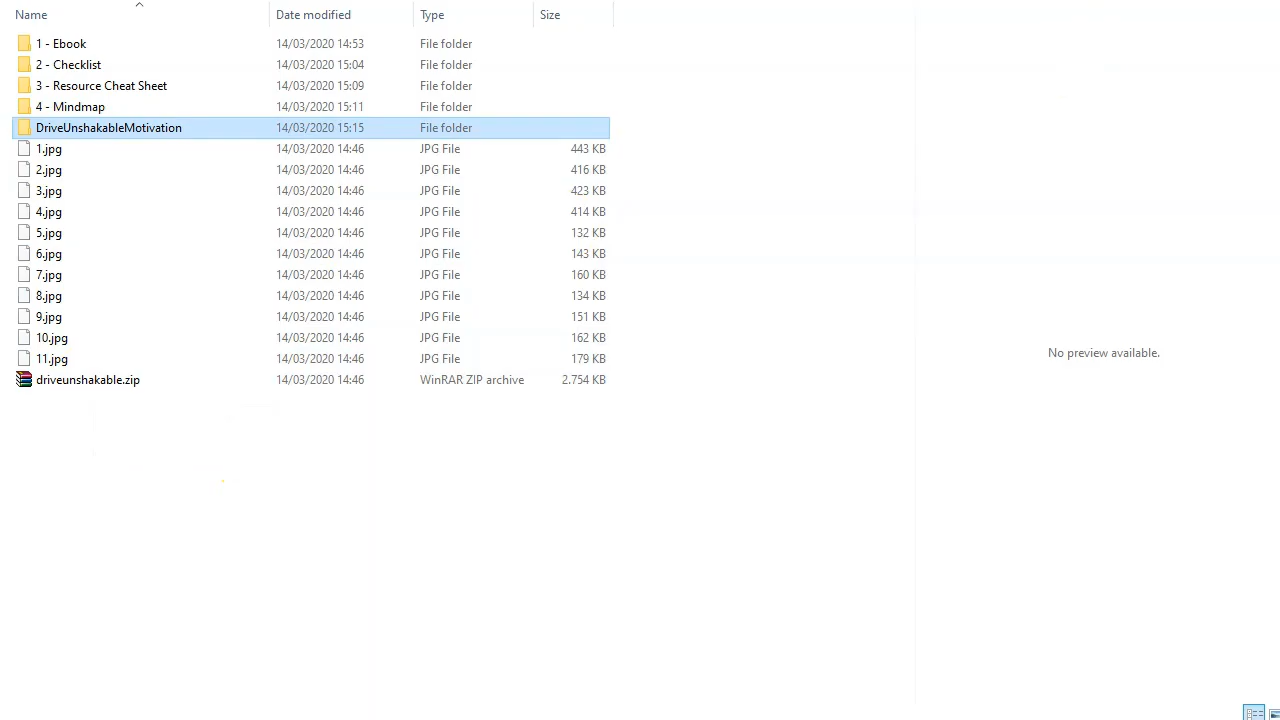 Name Date modified Type Size
1 - Ebook 14/03/2020 14:53 File folder
2 - Checklist 14/03/2020 15:04 File folder
3 - Resource Cheat Sheet 14/03/2020 15:09 File folder
4 - Mindmap 14/03/2020 15:11 File folder
DriveUnshakableMotivation 14/03/2020 15:15 File folder
1.jpg 14/03/2020 14:46 JPG File 443 KB
2.jpg 14/03/2020 14:46 JPG File 416 KB
3.jpg 14/03/2020 14:46 JPG File 423 KB
4.jpg 14/03/2020 14:46 JPG File 414 KB
5.jpg 14/03/2020 14:46 JPG File 132 KB
6.jpg 14/03/2020 14:46 JPG File 143 KB
7.jpg 14/03/2020 14:46 JPG File 160 KB
8.jpg 14/03/2020 14:46 JPG File 134 KB
9.jpg 14/03/2020 14:46 JPG File 151 KB
10.jpg 14/03/2020 14:46 JPG File 162 KB
11.jpg 14/03/2020 14:46 JPG File 179 KB
driveunshakable.zip 14/03/2020 14:46 WinRAR ZIP archive 2.754 KB
No preview available.